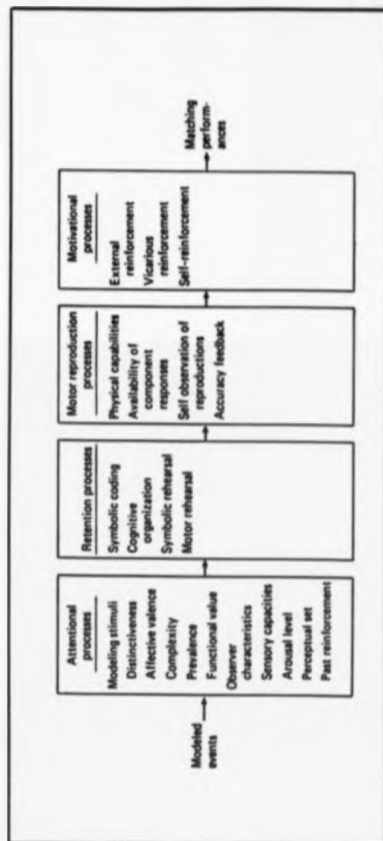 Modeled
events
Attentional
processes
Modeling stimuli
Distinctiveness
Affective valence
Complexity
Prevalence
Functional value
Observer
characteristics
Sensory capacities
Arousal level
Perceptual set
Past reinforcement
Retention processes
Symbolic coding
Cognitive
organization
Symbolic rehearsal
Motor rehearsal
Motor reproduction
processes
Physical capabilities
Availability of
component
responses
Self observation of
reproductions
Accuracy feedback
Motivational
processes
External
reinforcement
Vicarious
reinforcement
Self-reinforcement
Matching
perform-
ances